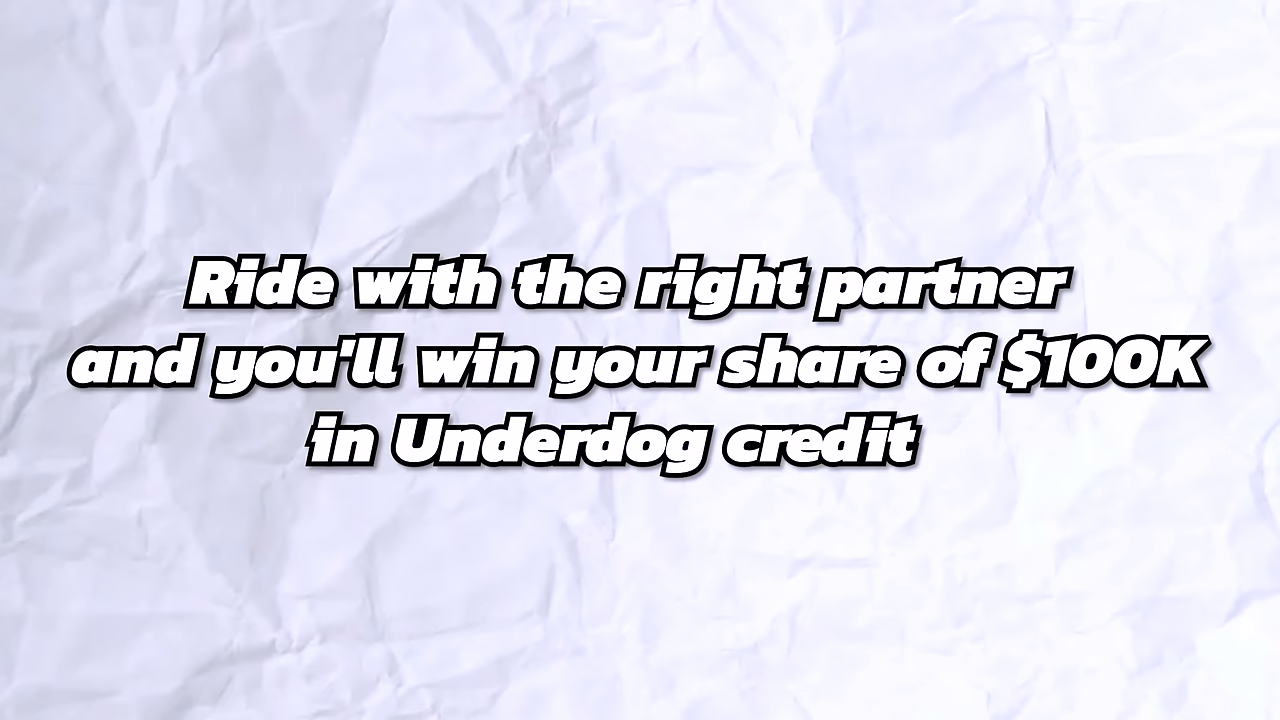 Ride with the right partner
and you'll win your share of $100K
in Underdog credit